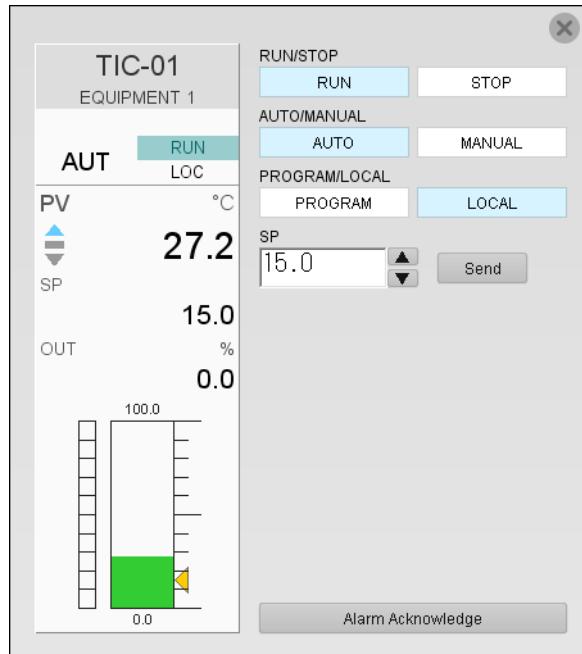 TIC-01
EQUIPMENT 1
AUT
RUN
LOC
PV °C
27.2
SP
15.0
OUT %
0.0
100.0
0.0
RUN/STOP
RUN STOP
AUTO/MANUAL
AUTO MANUAL
PROGRAM/LOCAL
PROGRAM LOCAL
SP
15.0 Send
Alarm Acknowledge